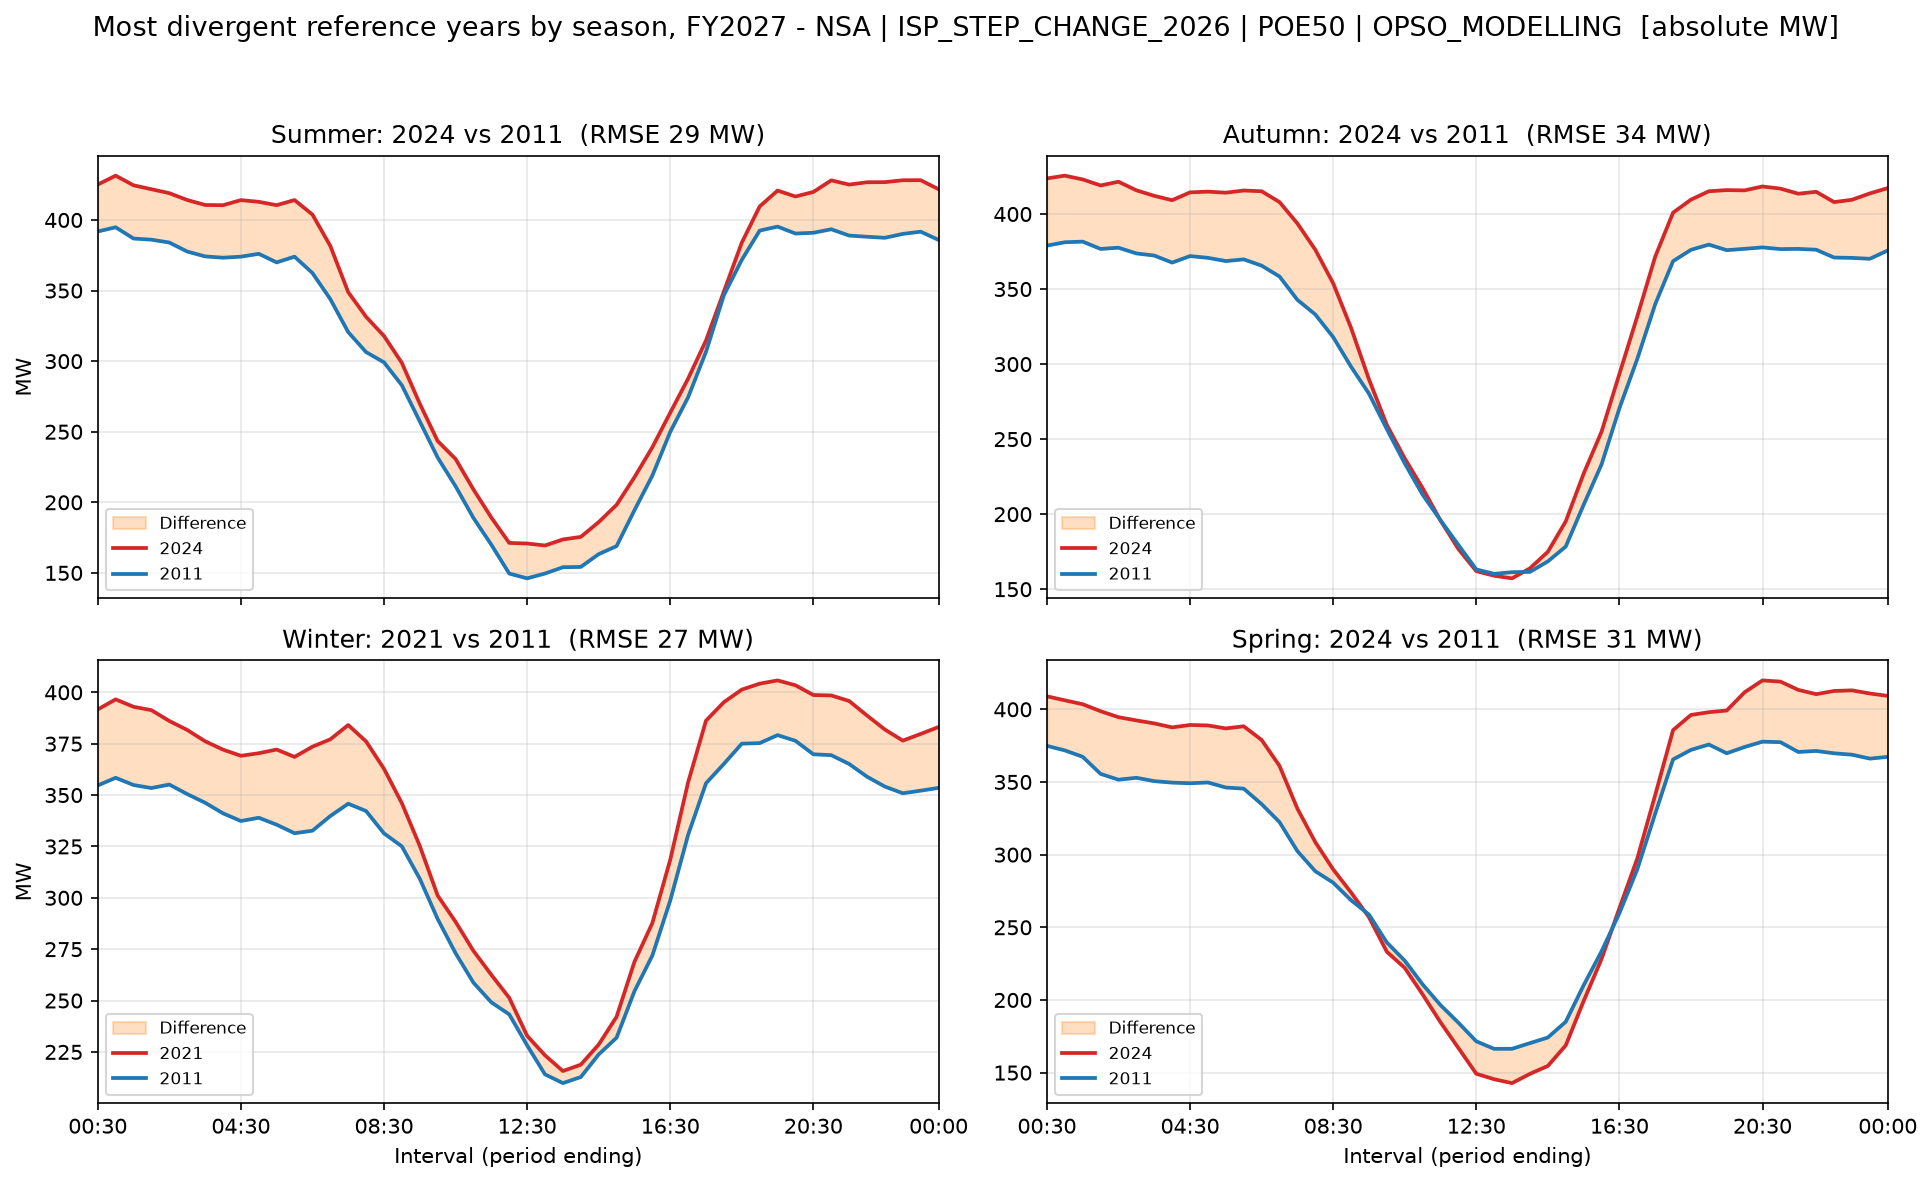 Most divergent reference years by season, FY2027 - NSA | ISP_STEP_CHANGE_2026 | POE50 | OPSO_MODELLING  [absolute MW]
Summer: 2024 vs 2011  (RMSE 29 MW)
MW
400
350
300
250
200
150
Difference
2024
2011
Autumn: 2024 vs 2011  (RMSE 34 MW)
400
350
300
250
200
150
Difference
2024
2011
Winter: 2021 vs 2011  (RMSE 27 MW)
MW
400
375
350
325
300
275
250
225
Difference
2021
2011
00:30 04:30 08:30 12:30 16:30 20:30 00:00
Interval (period ending)
Spring: 2024 vs 2011  (RMSE 31 MW)
400
350
300
250
200
150
Difference
2024
2011
00:30 04:30 08:30 12:30 16:30 20:30 00:00
Interval (period ending)